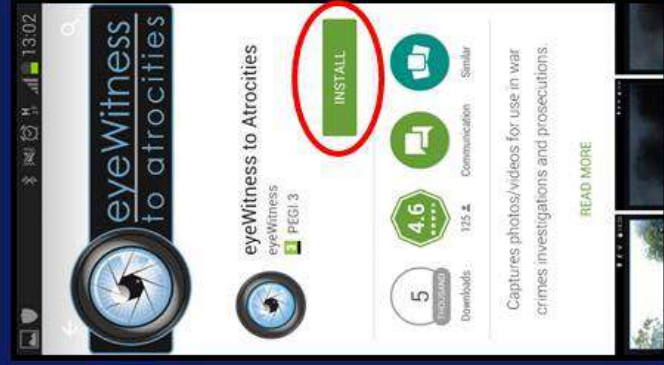 13:02
eyeWitness
to atrocities
eyeWitness to Atrocities
eyeWitness
3 PEGI 3
INSTALL
5
THOUSAND
Downloads
4.6
125
Communication
Similar
Captures photos/videos for use in war
crimes investigations and prosecutions.
READ MORE